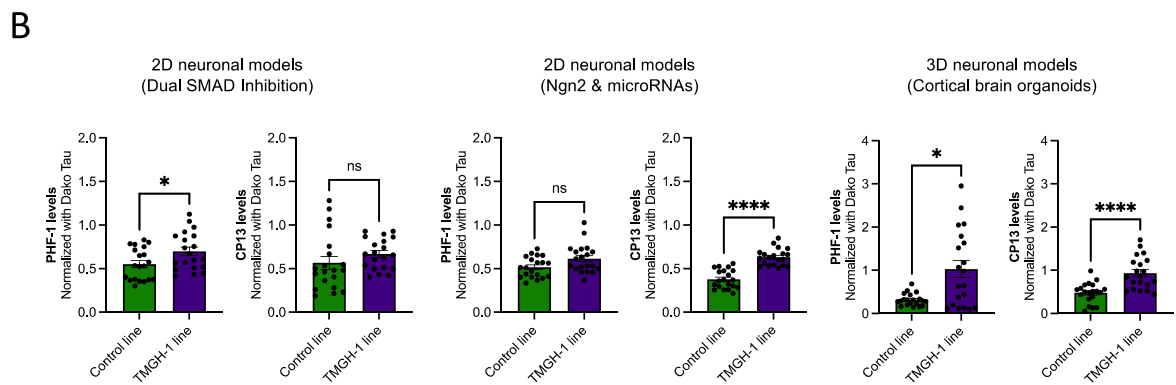 B
2D neuronal models
(Dual SMAD Inhibition)
2D neuronal models
(Ngn2 & microRNAs)
3D neuronal models
(Cortical brain organoids)
PHF-1 levels
Normalized with Dako Tau
2.0
1.5
1.0
0.5
0.0
*
Control line
TMGH-1 line
CP13 levels
Normalized with Dako Tau
2.0
1.5
1.0
0.5
0.0
ns
Control line
TMGH-1 line
PHF-1 levels
Normalized with Dako Tau
2.0
1.5
1.0
0.5
0.0
ns
Control line
TMGH-1 line
CP13 levels
Normalized with Dako Tau
2.0
1.5
1.0
0.5
0.0
****
Control line
TMGH-1 line
PHF-1 levels
Normalized with Dako Tau
4
3
2
1
0
*
Control line
TMGH-1 line
CP13 levels
Normalized with Dako Tau
4
3
2
1
0
****
Control line
TMGH-1 line